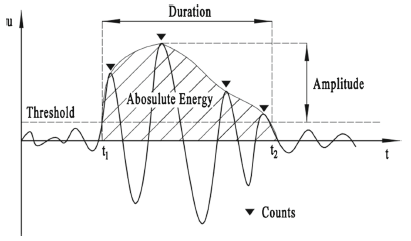 Duration
u
Abosulute Energy
Amplitude
Threshold
t1
t2
t
Counts